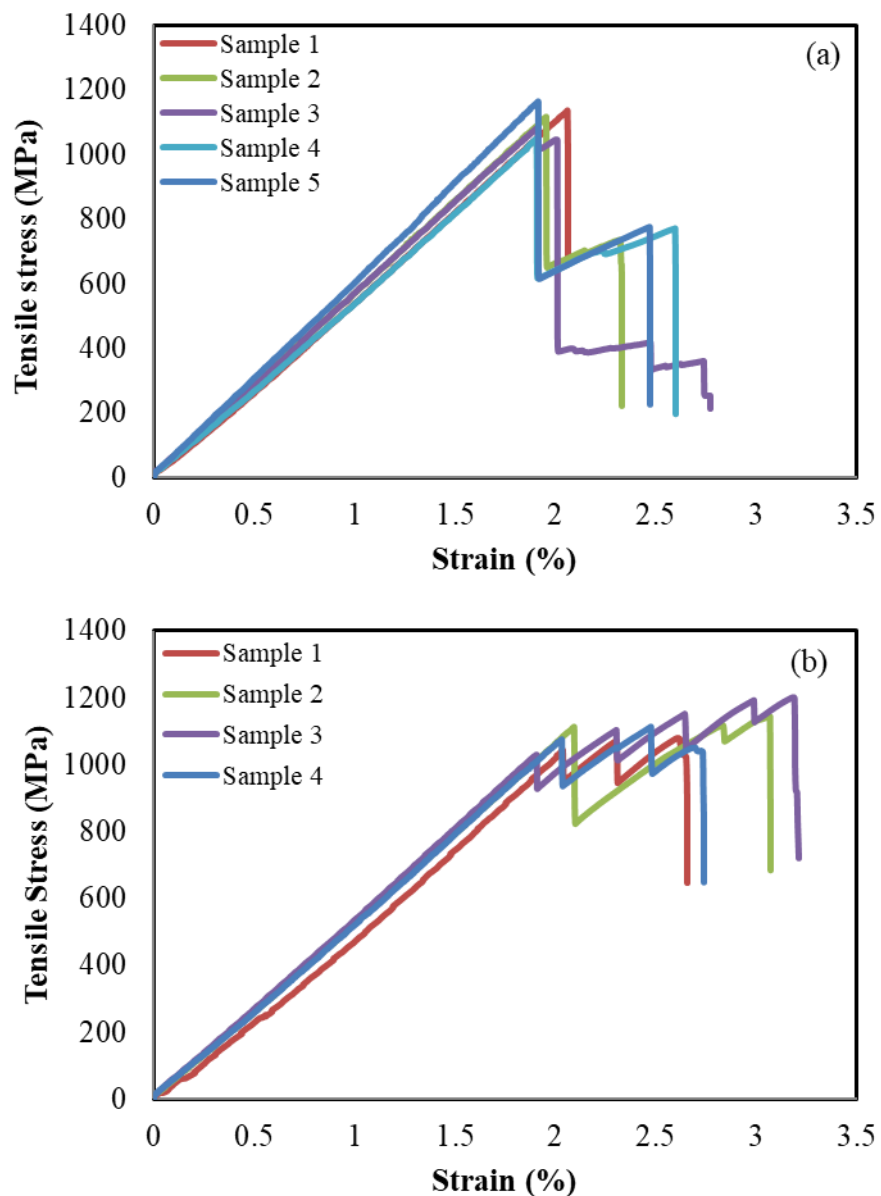 1400
1200
1000
800
600
400
200
0
Tensile stress (MPa)
Sample 1
Sample 2
Sample 3
Sample 4
Sample 5
(a)
0 0.5 1 1.5 2 2.5 3 3.5
Strain (%)
1400
1200
1000
800
600
400
200
0
Tensile Stress (MPa)
Sample 1
Sample 2
Sample 3
Sample 4
(b)
0 0.5 1 1.5 2 2.5 3 3.5
Strain (%)